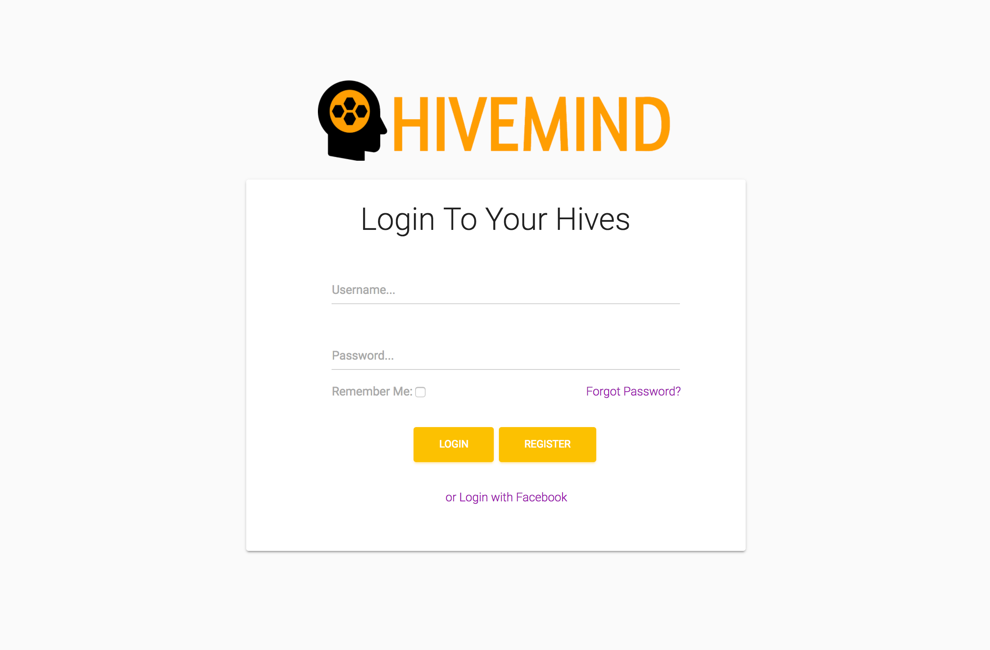 HIVEMIND
Login To Your Hives
Username...
Password...
Remember Me: Forgot Password?
LOGIN REGISTER
or Login with Facebook